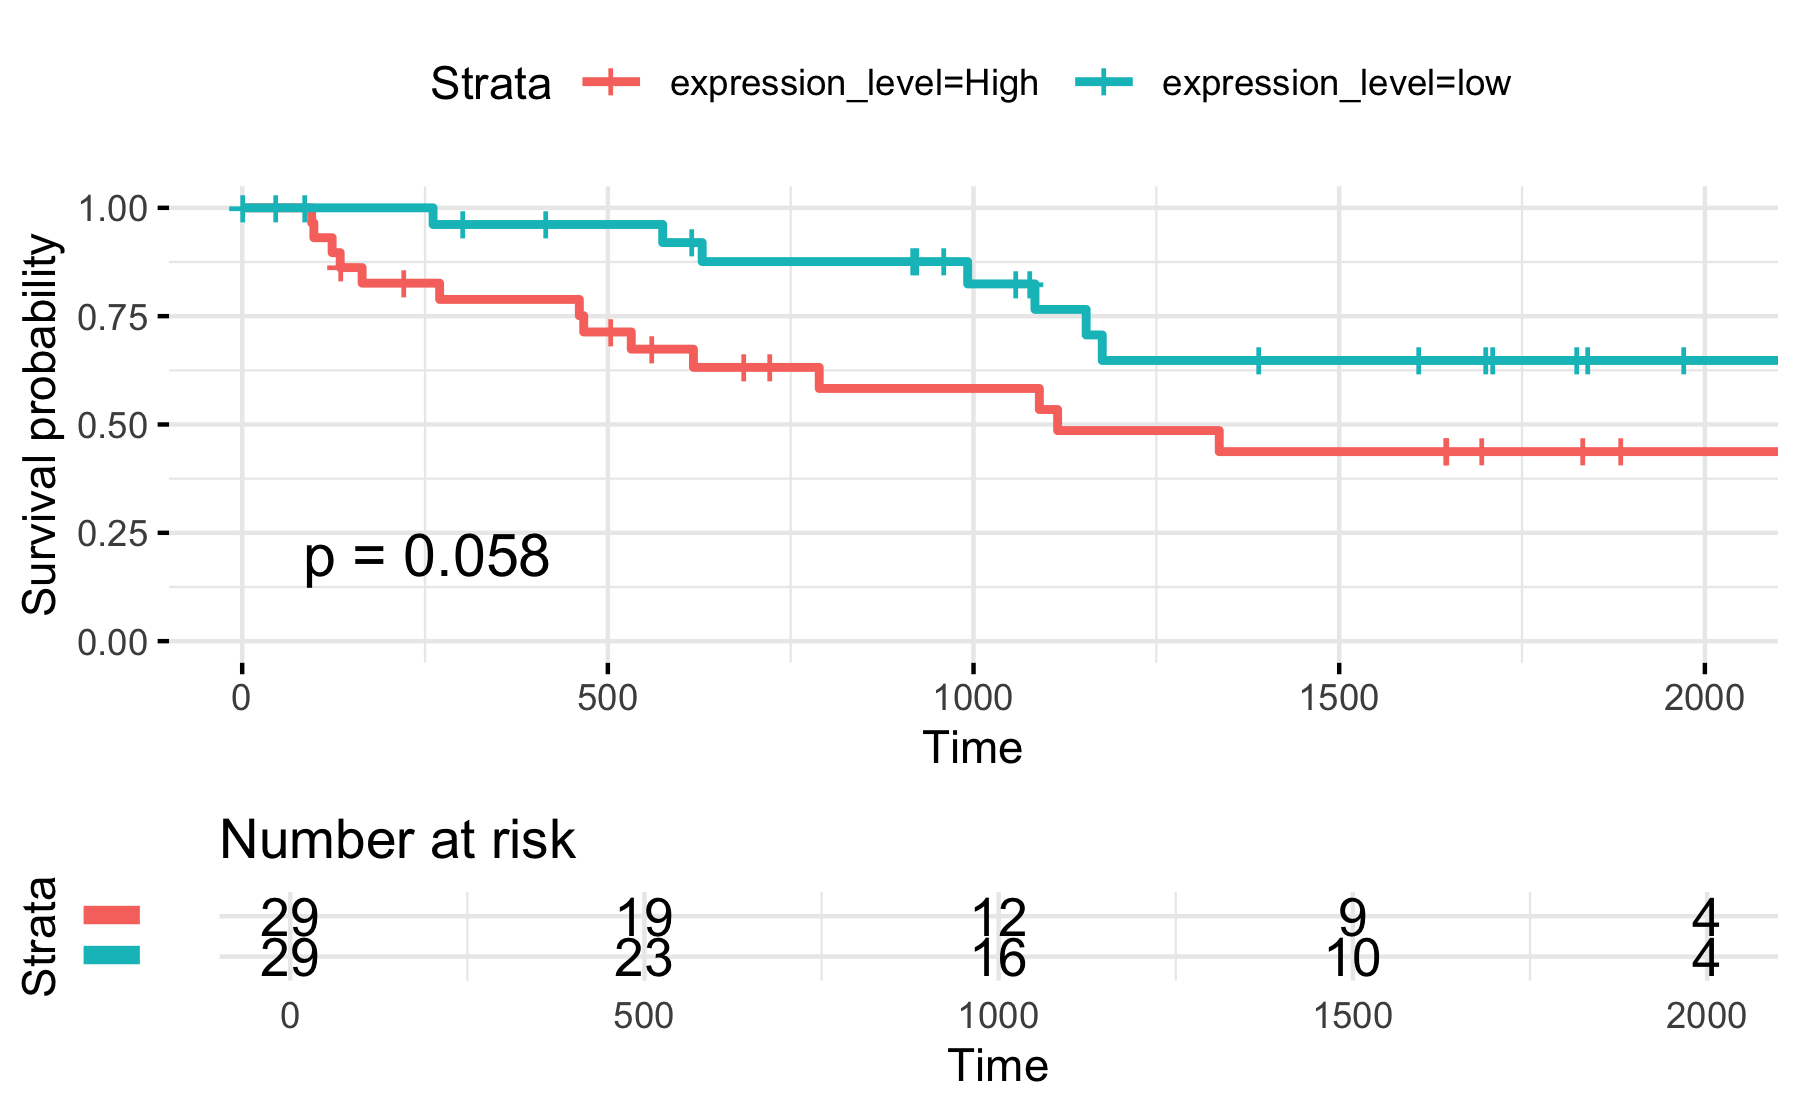 Strata expression_level=High expression_level=low
Survival probability
1.00
0.75
0.50
0.25
0.00
p = 0.058
0 500 1000 1500 2000
Time
Number at risk
Strata
29 19 12 9 4
29 23 16 10 4
0 500 1000 1500 2000
Time